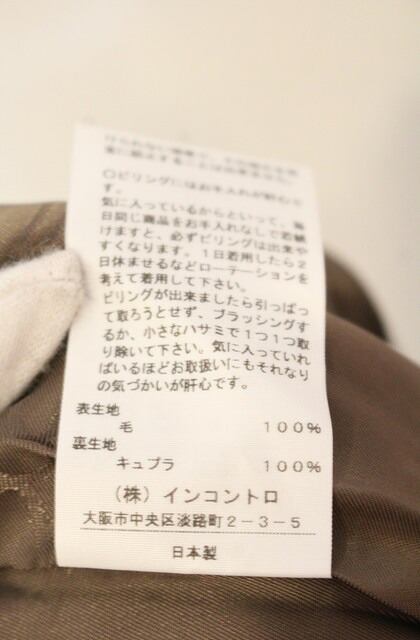 〇ピリングにはお手入れが肝心で
す。
気に入っているからといって、毎
日同じ商品をお手入れなしで着続
けますと、必ずピリングは出来や
すくなります。1日着用したら2
日休ませるなどローテーションを
考えて着用して下さい。
ピリングが出来ましたら引っぱっ
て取ろうとせず、ブラッシングす
るか、小さなハサミで1つ1つ取
り除いて下さい。気に入っていれ
ばいるほどお取扱いにもそれなり
の気づかいが肝心です。
表生地
毛 100%
裏生地
キュプラ 100%
(株)インコントロ
大阪市中央区淡路町2-3-5
日本製